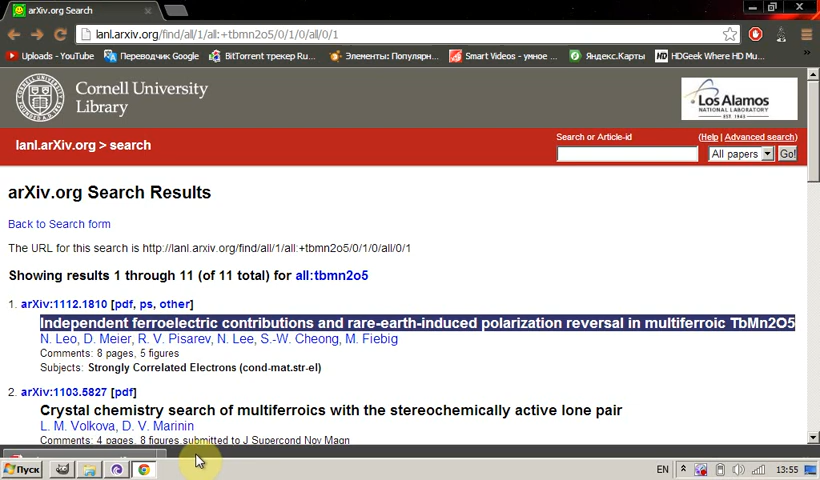 arXiv.org Search
lanl.arxiv.org/find/all/1/all:+tbmn2o5/0/1/0/all/0/1
Uploads - YouTube
Переводчик Google
BitTorrent трекер Ru...
Элементы: Популярн...
Smart Videos - умное ...
Яндекс.Карты
HD HDGeek Where HD Mu...
Cornell University
Library
Los Alamos
NATIONAL LABORATORY
EST. 1943
lanl.arXiv.org > search
Search or Article-id
(Help | Advanced search)
All papers
Go!
arXiv.org Search Results
Back to Search form
The URL for this search is http://lanl.arxiv.org/find/all/1/all:+tbmn2o5/0/1/0/all/0/1
Showing results 1 through 11 (of 11 total) for all:tbmn2o5
1. arXiv:1112.1810 [pdf, ps, other]
Independent ferroelectric contributions and rare-earth-induced polarization reversal in multiferroic TbMn2O5
N. Leo, D. Meier, R. V. Pisarev, N. Lee, S.-W. Cheong, M. Fiebig
Comments: 8 pages, 5 figures
Subjects: Strongly Correlated Electrons (cond-mat.str-el)
2. arXiv:1103.5827 [pdf]
Crystal chemistry search of multiferroics with the stereochemically active lone pair
L. M. Volkova, D. V. Marinin
Comments: 4 pages, 8 figures submitted to J Supercond Nov Magn
Пуск
EN
13:55